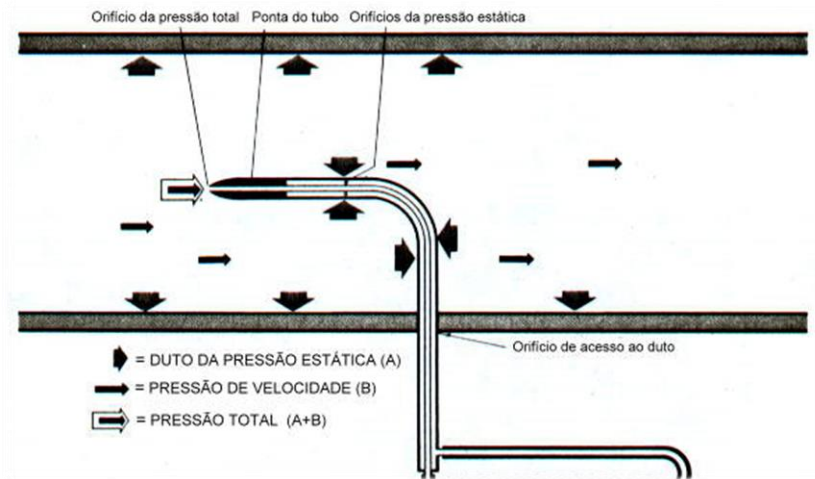 Orifício da pressão total Ponta do tubo Orifícios da pressão estática
Orifício de acesso ao duto
= DUTO DA PRESSÃO ESTÁTICA (A)
= PRESSÃO DE VELOCIDADE (B)
= PRESSÃO TOTAL (A+B)